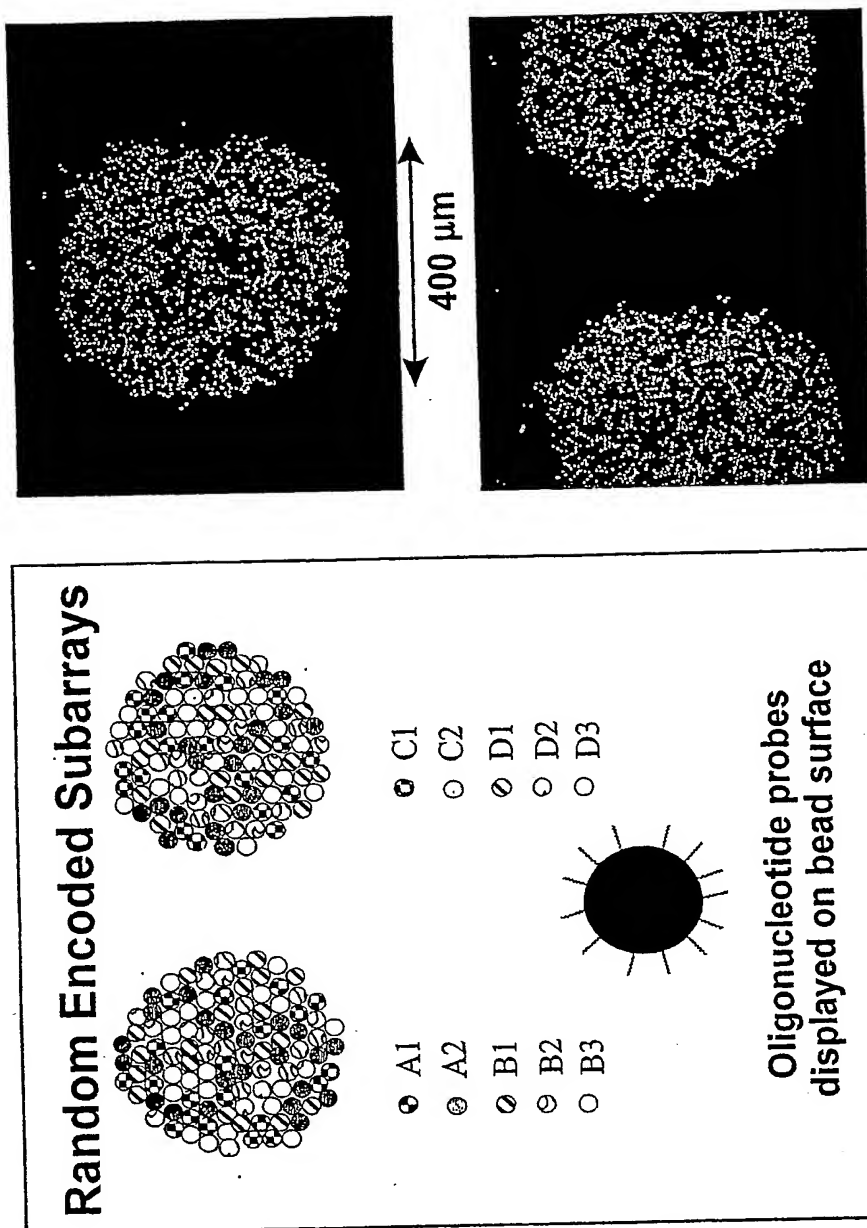 Random Encoded Subarrays
A1
A2
B1
B2
B3
C1
C2
D1
D2
D3
Oligonucleotide probes
displayed on bead surface
400 μm